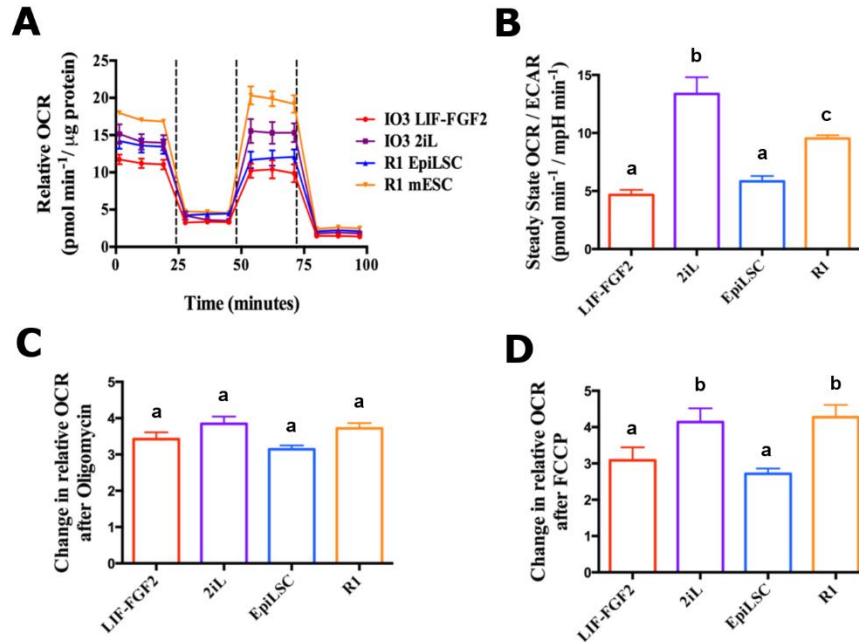 A
Relative OCR
(pmol min⁻¹/ µg protein)
25
20
15
10
5
0
0
25
50
75
100
Time (minutes)
IO3 LIF-FGF2
IO3 2iL
R1 EpiLSC
R1 mESC
B
Steady State OCR / ECAR
(pmol min⁻¹ / mpH min⁻¹)
15
10
5
0
a
b
a
c
LIF-FGF2
2iL
EpiLSC
R1
C
Change in relative OCR
after Oligomycin
5
4
3
2
1
0
a
a
a
a
LIF-FGF2
2iL
EpiLSC
R1
D
Change in relative OCR
after FCCP
5
4
3
2
1
0
a
b
a
b
LIF-FGF2
2iL
EpiLSC
R1